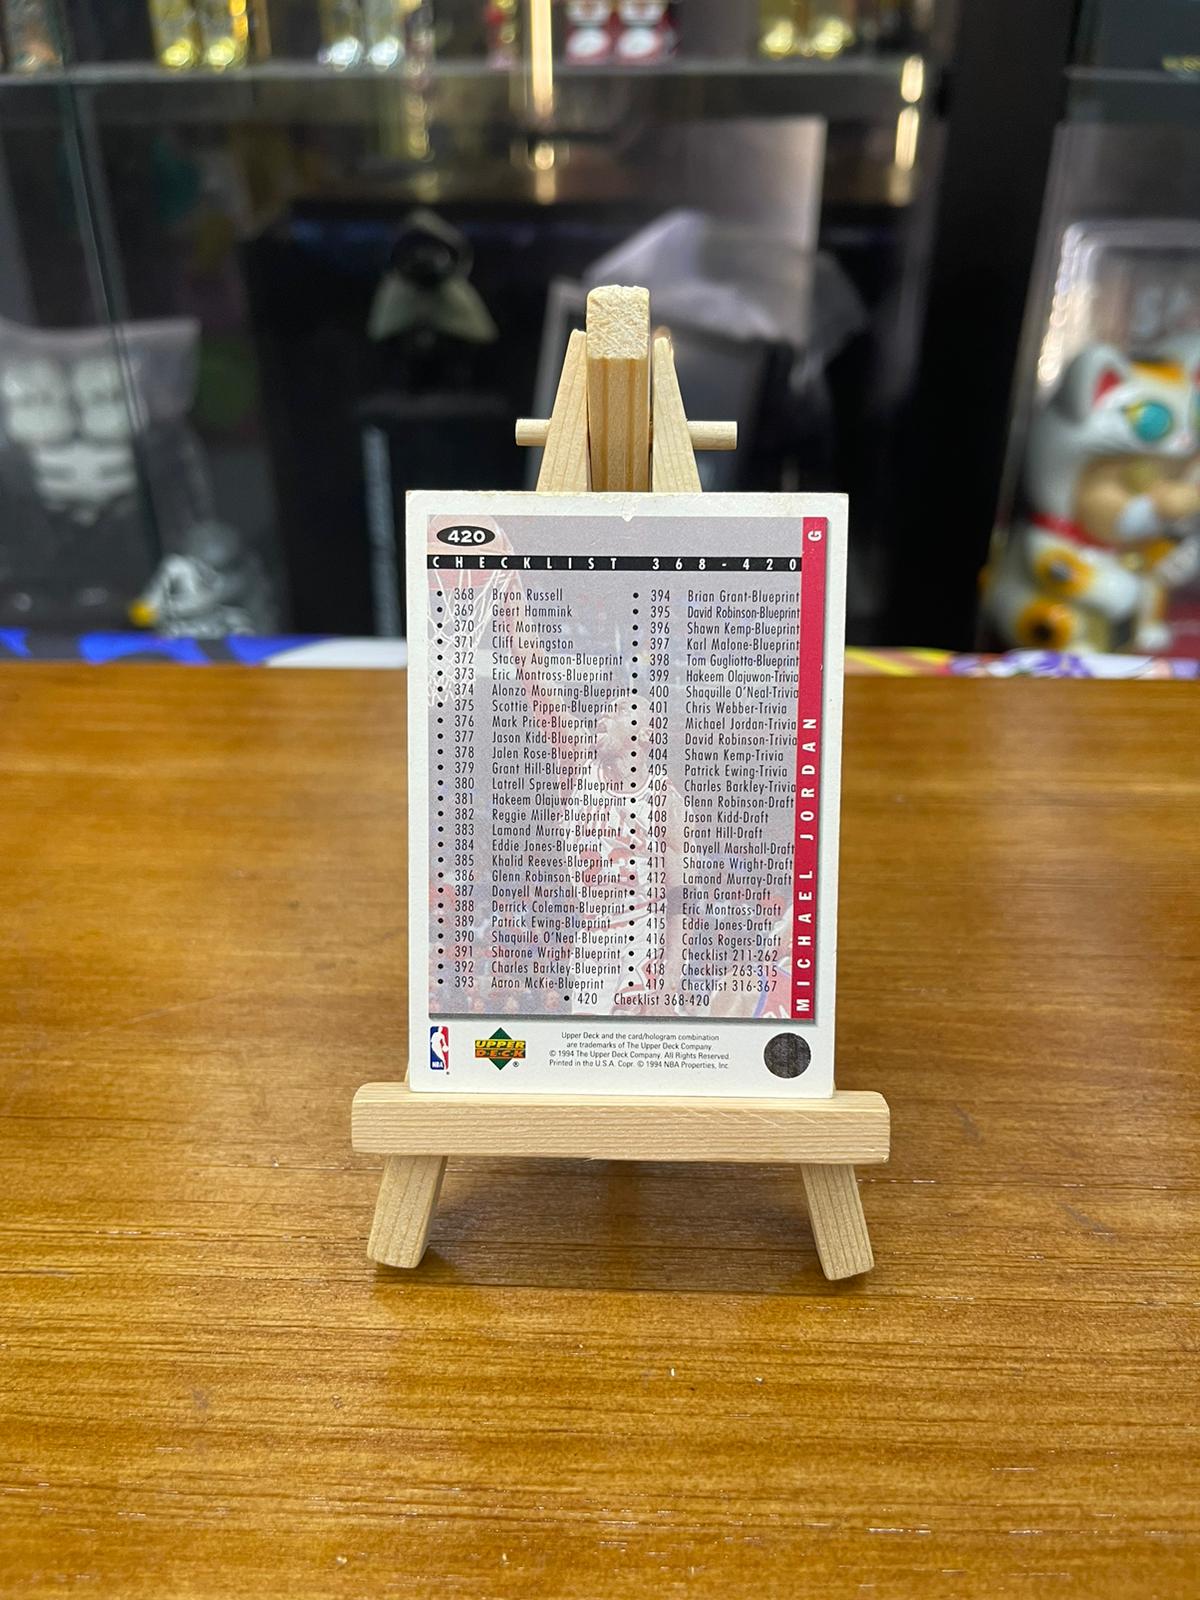 420
G
CHECKLIST 368-420
• 368 Bryon Russell
• 369 Geert Hammink
• 370 Eric Montross
• 371 Cliff Levingston
• 372 Stacey Augmon-Blueprint
• 373 Eric Montross-Blueprint
• 374 Alonzo Mourning-Blueprint
• 375 Scottie Pippen-Blueprint
• 376 Mark Price-Blueprint
• 377 Jason Kidd-Blueprint
• 378 Jalen Rose-Blueprint
• 379 Grant Hill-Blueprint
• 380 Latrell Sprewell-Blueprint
• 381 Hakeem Olajuwon-Blueprint
• 382 Reggie Miller-Blueprint
• 383 Lamond Murray-Blueprint
• 384 Eddie Jones-Blueprint
• 385 Khalid Reeves-Blueprint
• 386 Glenn Robinson-Blueprint
• 387 Donyell Marshall-Blueprint
• 388 Derrick Coleman-Blueprint
• 389 Patrick Ewing-Blueprint
• 390 Shaquille O'Neal-Blueprint
• 391 Sharone Wright-Blueprint
• 392 Charles Barkley-Blueprint
• 393 Aaron McKie-Blueprint
• 394 Brian Grant-Blueprint
• 395 David Robinson-Blueprint
• 396 Shawn Kemp-Blueprint
• 397 Karl Malone-Blueprint
• 398 Tom Gugliotta-Blueprint
• 399 Hakeem Olajuwon-Trivia
• 400 Shaquille O'Neal-Trivia
• 401 Chris Webber-Trivia
• 402 Michael Jordan-Trivia
• 403 David Robinson-Trivia
• 404 Shawn Kemp-Trivia
• 405 Patrick Ewing-Trivia
• 406 Charles Barkley-Trivia
• 407 Glenn Robinson-Draft
• 408 Jason Kidd-Draft
• 409 Grant Hill-Draft
• 410 Donyell Marshall-Draft
• 411 Sharone Wright-Draft
• 412 Lamond Murray-Draft
• 413 Brian Grant-Draft
• 414 Eric Montross-Draft
• 415 Eddie Jones-Draft
• 416 Carlos Rogers-Draft
• 417 Checklist 211-262
• 418 Checklist 263-315
• 419 Checklist 316-367
• 420 Checklist 368-420
MICHAEL JORDAN
NBA
UPPER
DECK
®
Upper Deck and the card/hologram combination
are trademarks of The Upper Deck Company.
© 1994 The Upper Deck Company. All Rights Reserved.
Printed in the U.S.A. Copr. © 1994 NBA Properties, Inc.